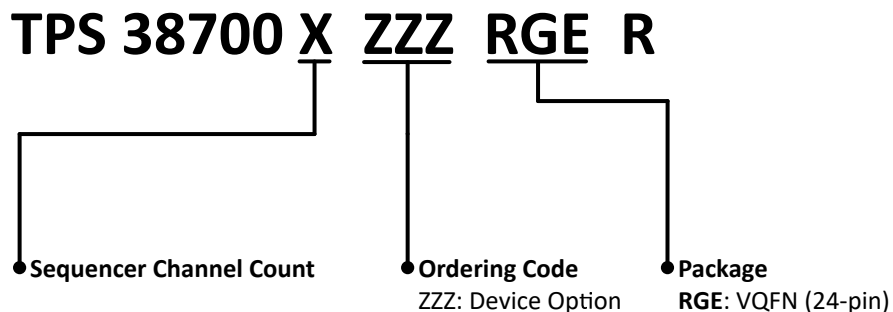 TPS 38700 X ZZZ RGE R
Sequencer Channel Count
Ordering Code
ZZZ: Device Option
Package
RGE: VQFN (24-pin)